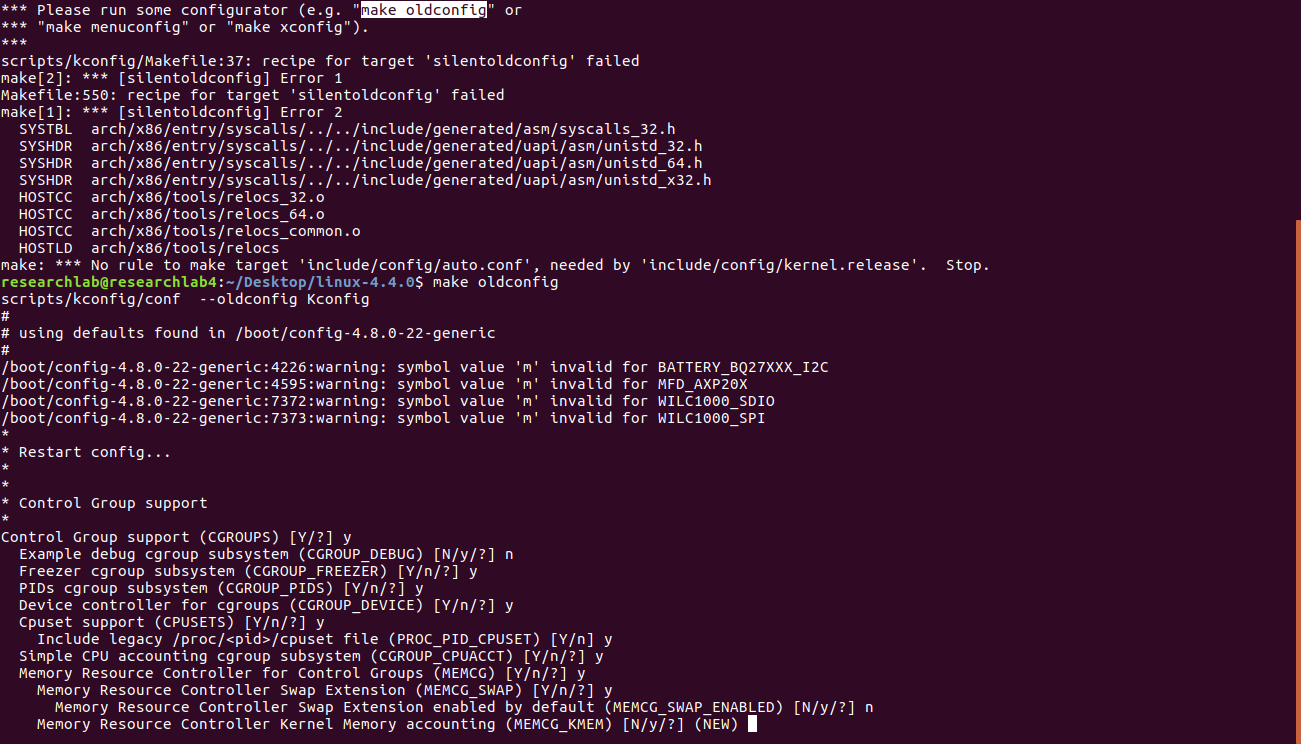 *** Please run some configurator (e.g. "make oldconfig" or
*** "make menuconfig" or "make xconfig").
***
scripts/kconfig/Makefile:37: recipe for target 'silentoldconfig' failed
make[2]: *** [silentoldconfig] Error 1
Makefile:550: recipe for target 'silentoldconfig' failed
make[1]: *** [silentoldconfig] Error 2
  SYSTBL  arch/x86/entry/syscalls/../../include/generated/asm/syscalls_32.h
  SYSHDR  arch/x86/entry/syscalls/../../include/generated/uapi/asm/unistd_32.h
  SYSHDR  arch/x86/entry/syscalls/../../include/generated/uapi/asm/unistd_64.h
  SYSHDR  arch/x86/entry/syscalls/../../include/generated/uapi/asm/unistd_x32.h
  HOSTCC  arch/x86/tools/relocs_32.o
  HOSTCC  arch/x86/tools/relocs_64.o
  HOSTCC  arch/x86/tools/relocs_common.o
  HOSTLD  arch/x86/tools/relocs
make: *** No rule to make target 'include/config/auto.conf', needed by 'include/config/kernel.release'.  Stop.
researchlab@researchlab4:~/Desktop/linux-4.4.0$ make oldconfig
scripts/kconfig/conf  --oldconfig Kconfig
#
# using defaults found in /boot/config-4.8.0-22-generic
#
/boot/config-4.8.0-22-generic:4226:warning: symbol value 'm' invalid for BATTERY_BQ27XXX_I2C
/boot/config-4.8.0-22-generic:4595:warning: symbol value 'm' invalid for MFD_AXP20X
/boot/config-4.8.0-22-generic:7372:warning: symbol value 'm' invalid for WILC1000_SDIO
/boot/config-4.8.0-22-generic:7373:warning: symbol value 'm' invalid for WILC1000_SPI
*
* Restart config...
*
*
* Control Group support
*
Control Group support (CGROUPS) [Y/?] y
  Example debug cgroup subsystem (CGROUP_DEBUG) [N/y/?] n
  Freezer cgroup subsystem (CGROUP_FREEZER) [Y/n/?] y
  PIDs cgroup subsystem (CGROUP_PIDS) [Y/n/?] y
  Device controller for cgroups (CGROUP_DEVICE) [Y/n/?] y
  Cpuset support (CPUSETS) [Y/n/?] y
    Include legacy /proc/<pid>/cpuset file (PROC_PID_CPUSET) [Y/n] y
  Simple CPU accounting cgroup subsystem (CGROUP_CPUACCT) [Y/n/?] y
  Memory Resource Controller for Control Groups (MEMCG) [Y/n/?] y
    Memory Resource Controller Swap Extension (MEMCG_SWAP) [Y/n/?] y
      Memory Resource Controller Swap Extension enabled by default (MEMCG_SWAP_ENABLED) [N/y/?] n
    Memory Resource Controller Kernel Memory accounting (MEMCG_KMEM) [N/y/?] (NEW)